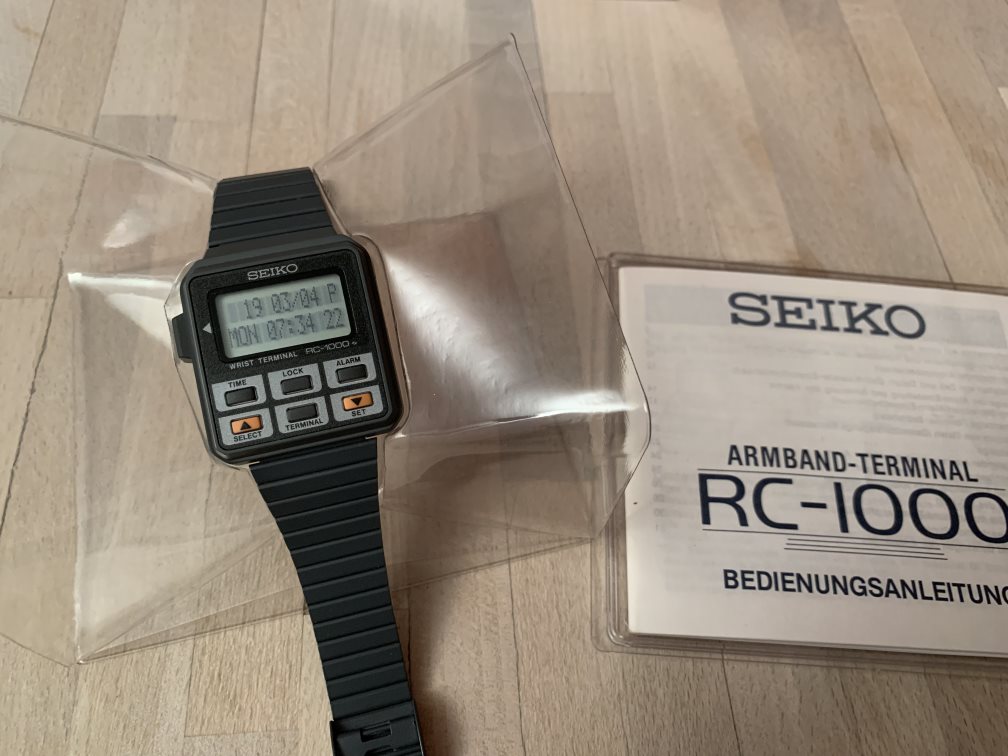 SEIKO
19 03/04 P
MON 07:34 22
WRIST TERMINAL RC-1000
TIME LOCK ALARM
SELECT TERMINAL SET
SEIKO
ARMBAND-TERMINAL
RC-1000
BEDIENUNGSANLEITUNG